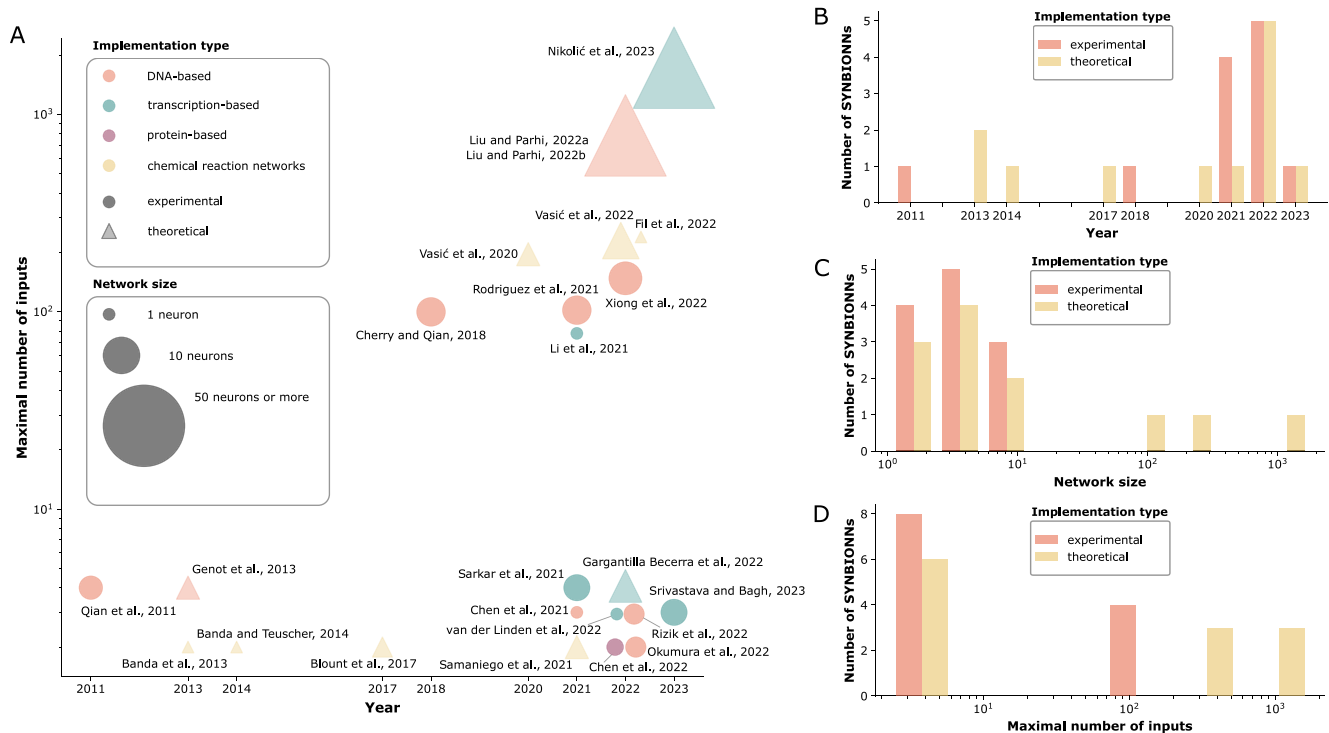 A
Implementation type
DNA-based
transcription-based
protein-based
chemical reaction networks
experimental
theoretical
Network size
1 neuron
10 neurons
50 neurons or more
Maximal number of inputs
10³
10²
10¹
Nikolić et al., 2023
Liu and Parhi, 2022a
Liu and Parhi, 2022b
Vasić et al., 2022
Fil et al., 2022
Vasić et al., 2020
Rodriguez et al., 2021
Xiong et al., 2022
Cherry and Qian, 2018
Li et al., 2021
Genot et al., 2013
Qian et al., 2011
Banda and Teuscher, 2014
Banda et al., 2013
Blount et al., 2017
Gargantilla Becerra et al., 2022
Sarkar et al., 2021
Srivastava and Bagh, 2023
Chen et al., 2021
van der Linden et al., 2022
Rizik et al., 2022
Okumura et al., 2022
Samaniego et al., 2021
Chen et al., 2022
2011 2013 2014 2017 2018 2020 2021 2022 2023
Year
B
Implementation type
experimental
theoretical
Number of SYNBIONNs
5
4
3
2
1
0
2011 2013 2014 2017 2018 2020 2021 2022 2023
Year
C
Implementation type
experimental
theoretical
Number of SYNBIONNs
5
4
3
2
1
0
10⁰ 10¹ 10² 10³
Network size
D
Implementation type
experimental
theoretical
Number of SYNBIONNs
8
6
4
2
0
10¹ 10² 10³
Maximal number of inputs